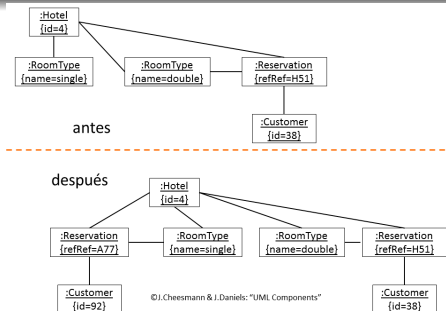 :Hotel
{id=4}
:RoomType
{name=single}
:RoomType
{name=double}
:Reservation
{refRef=H51}
:Customer
{id=38}
antes
después
:Hotel
{id=4}
:Reservation
{refRef=A77}
:RoomType
{name=single}
:RoomType
{name=double}
:Reservation
{refRef=H51}
:Customer
{id=92}
©J.Cheesmann & J.Daniels: "UML Components"
:Customer
{id=38}